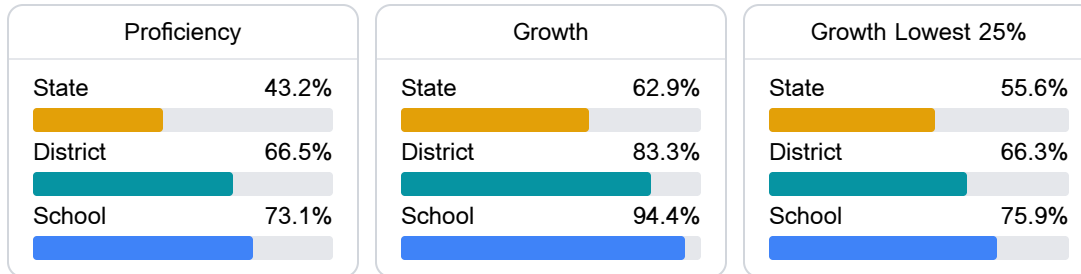 Proficiency
State 43.2%
District 66.5%
School 73.1%
Growth
State 62.9%
District 83.3%
School 94.4%
Growth Lowest 25%
State 55.6%
District 66.3%
School 75.9%